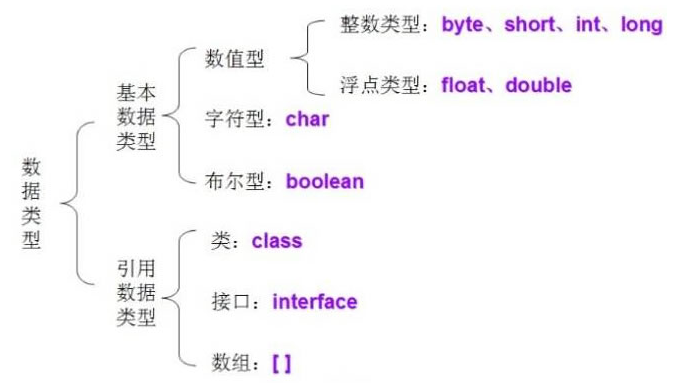 数据类型
基本数据类型
数值型
整数类型：byte、short、int、long
浮点类型：float、double
字符型：char
布尔型：boolean
引用数据类型
类：class
接口：interface
数组：[ ]